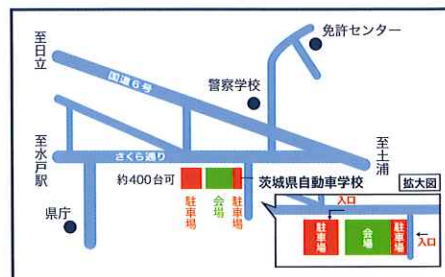 免許センター
至日立
国道6号
警察学校
至水戸駅
さくら通り
至土浦
約400台可
茨城県自動車学校
拡大図
駐車場
会場
駐車場
県庁
入口
駐車場
会場
駐車場
入口